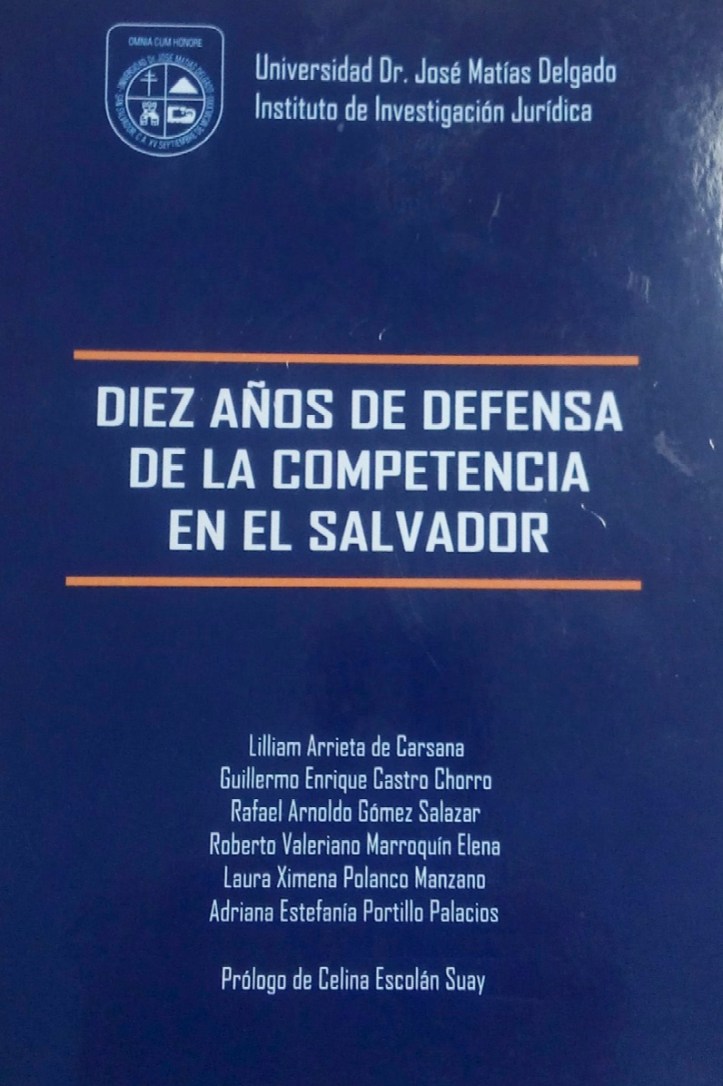 OMNIA CUM HONORE
Universidad Dr. José Matías Delgado
Instituto de Investigación Jurídica
DIEZ AÑOS DE DEFENSA
DE LA COMPETENCIA
EN EL SALVADOR
Lilliam Arrieta de Carsana
Guillermo Enrique Castro Chorro
Rafael Arnoldo Gómez Salazar
Roberto Valeriano Marroquín Elena
Laura Ximena Polanco Manzano
Adriana Estefanía Portillo Palacios
Prólogo de Celina Escolán Suay